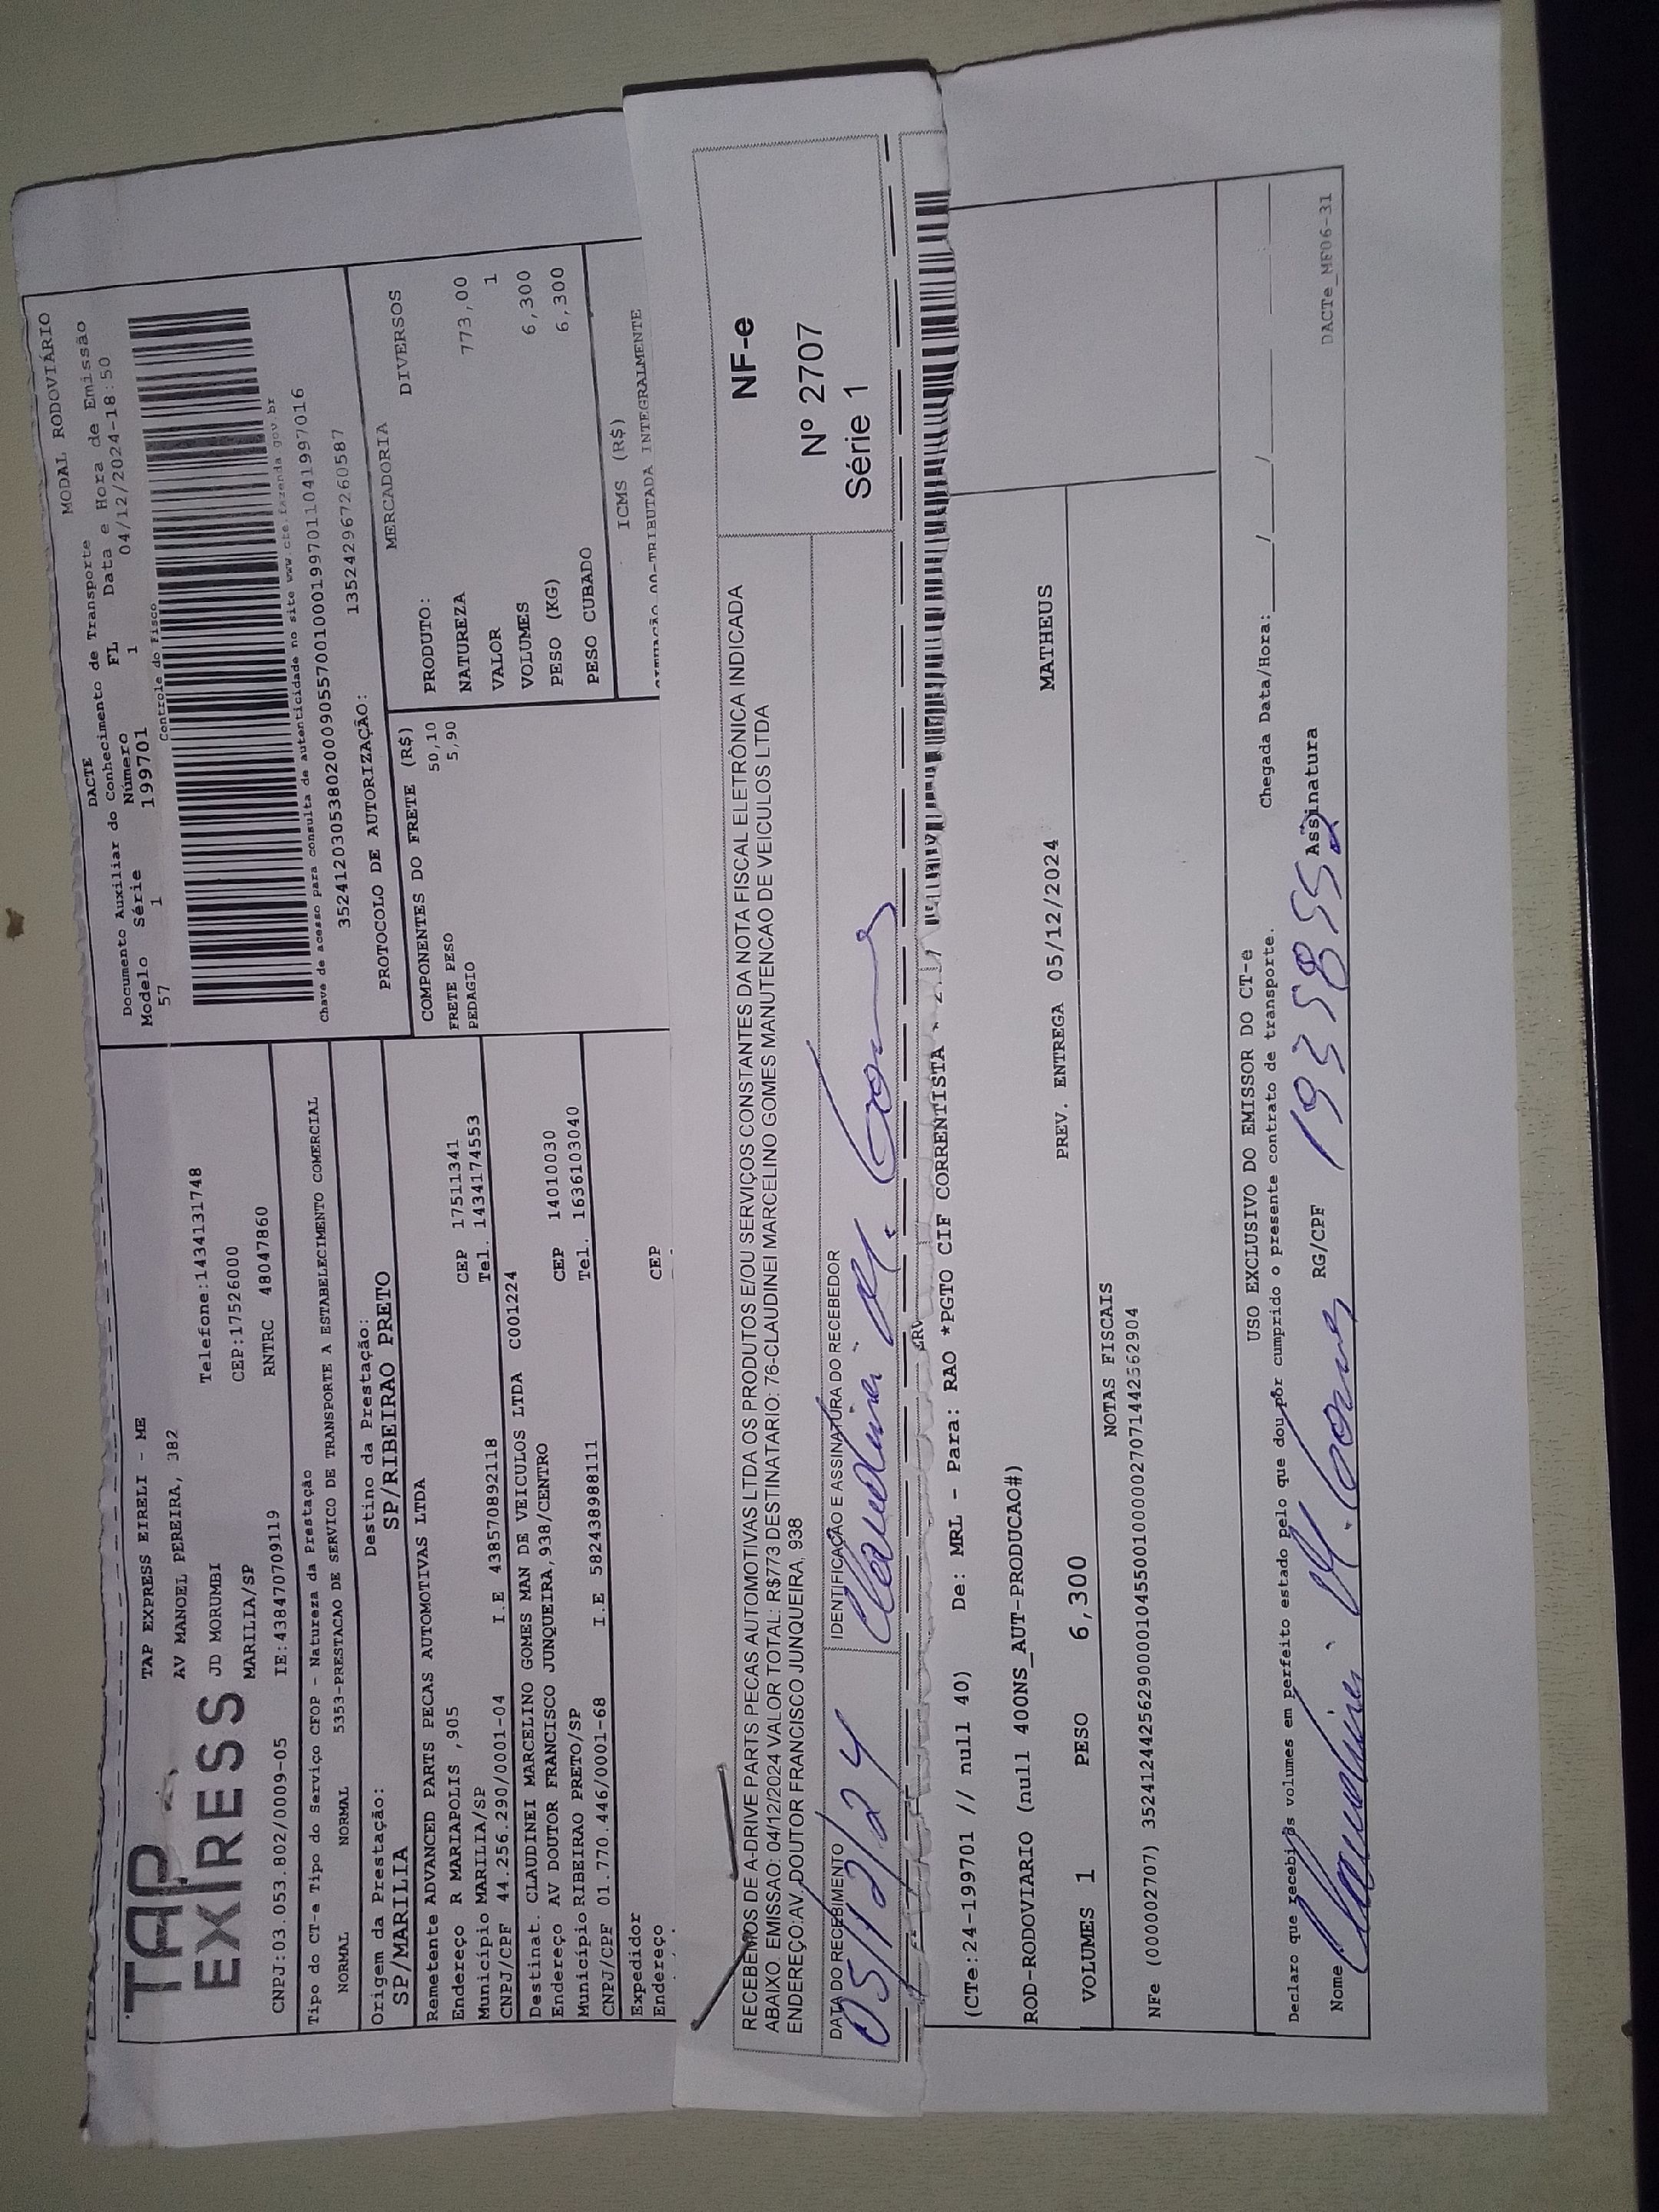 TAP
EXPRESS
TAP EXPRESS EIRELI - ME
AV MANOEL PEREIRA, 382
JD MORUMBI
Telefone:1434131748
MARILIA/SP
CEP:17526000
CNPJ:03.053.802/0009-05
IE:438470709119
RNTRC 48047860
DACTE
MODAL RODOVIÁRIO
Documento Auxiliar do Conhecimento de Transporte
Modelo Série Número FL Data e Hora de Emissão
57 1 199701 1 04/12/2024-18:50
Controle do Fisco
Chave de acesso para consulta de autenticidade no site www.cte.fazenda.gov.br
35241203053802000905570010001997011041997016
PROTOCOLO DE AUTORIZAÇÃO: 135242967260587
Tipo do CT-e Tipo do Serviço CFOP - Natureza da Prestação
NORMAL NORMAL 5353-PRESTACAO DE SERVICO DE TRANSPORTE A ESTABELECIMENTO COMERCIAL
Origem da Prestação: Destino da Prestação:
SP/MARILIA SP/RIBEIRAO PRETO
Remetente ADVANCED PARTS PECAS AUTOMOTIVAS LTDA
Endereço R MARIAPOLIS ,905 CEP 17511341
Município MARILIA/SP Tel. 1434174553
CNPJ/CPF 44.256.290/0001-04 I.E 438570892118
Destinat. CLAUDINEI MARCELINO GOMES MAN DE VEICULOS LTDA C001224
Endereço AV DOUTOR FRANCISCO JUNQUEIRA,938/CENTRO CEP 14010030
Município RIBEIRAO PRETO/SP Tel. 1636103040
CNPJ/CPF 01.770.446/0001-68 I.E 582438988111
Expedidor
Endereço CEP
COMPONENTES DO FRETE (R$)
FRETE PESO 50,10
PEDAGIO 5,90
MERCADORIA
PRODUTO: DIVERSOS
NATUREZA
VALOR 773,00
VOLUMES 1
PESO (KG) 6,300
PESO CUBADO 6,300
ICMS (R$)
SITUAÇÃO 00-TRIBUTADA INTEGRALMENTE
RECEBEMOS DE A-DRIVE PARTS PECAS AUTOMOTIVAS LTDA OS PRODUTOS E/OU SERVIÇOS CONSTANTES DA NOTA FISCAL ELETRÔNICA INDICADA
ABAIXO. EMISSAO: 04/12/2024 VALOR TOTAL: R$773 DESTINATARIO: 76-CLAUDINEI MARCELINO GOMES MANUTENCAO DE VEICULOS LTDA
ENDEREÇO:AV. DOUTOR FRANCISCO JUNQUEIRA, 938
DATA DO RECEBIMENTO
05/12/24
IDENTIFICAÇÃO E ASSINATURA DO RECEBEDOR
Claudinei M. Gomes
NF-e
Nº 2707
Série 1
(CTe:24-199701 // null 40) De: MRL - Para: RAO *PGTO CIF CORRENTISTA
ROD-RODOVIARIO (null 400NS_AUT-PRODUCAO#)
VOLUMES 1 PESO 6,300 PREV. ENTREGA 05/12/2024 MATHEUS
NOTAS FISCAIS
NFe (000002707) 35241244256290000104550010000027071442562904
USO EXCLUSIVO DO EMISSOR DO CT-e
Declaro que recebi os volumes em perfeito estado pelo que dou por cumprido o presente contrato de transporte.
Chegada Data/Hora:___/___/___
Nome Claudinei M. Gomes RG/CPF 19358552 Assinatura
DACTe_MF06-31